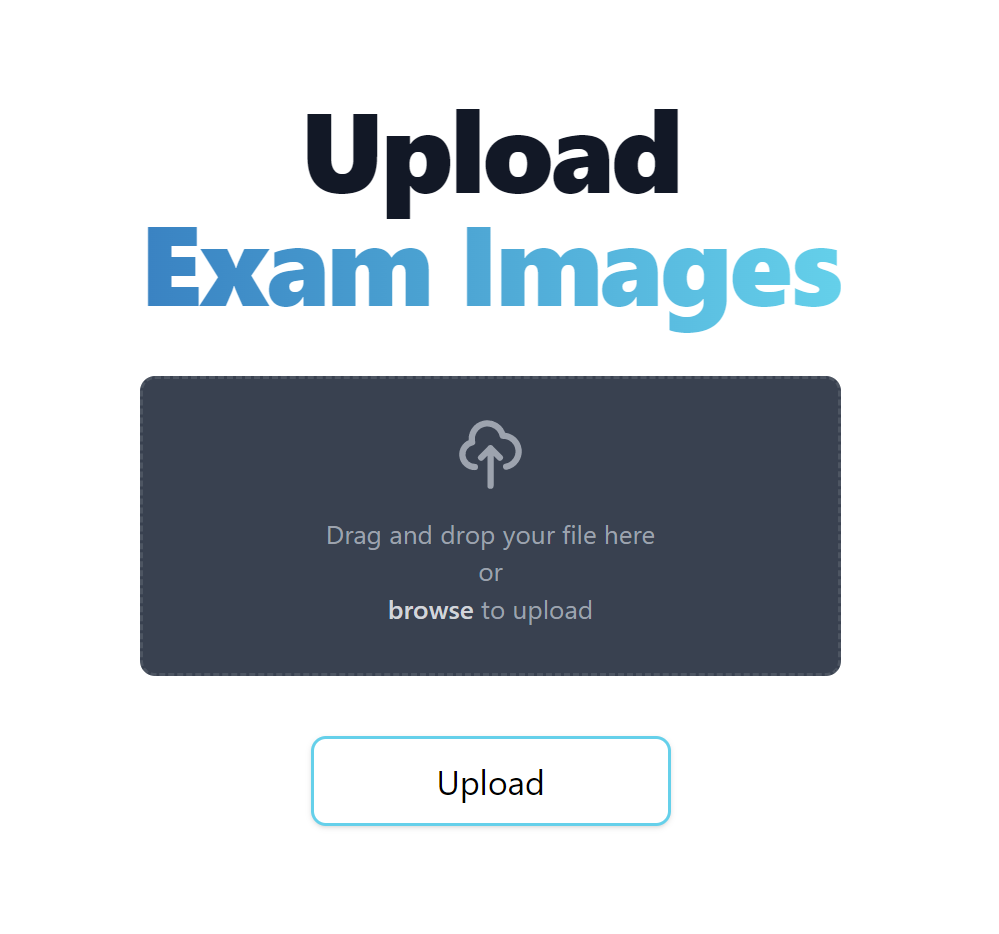 Upload
Exam Images
Drag and drop your file here
or
browse to upload
Upload